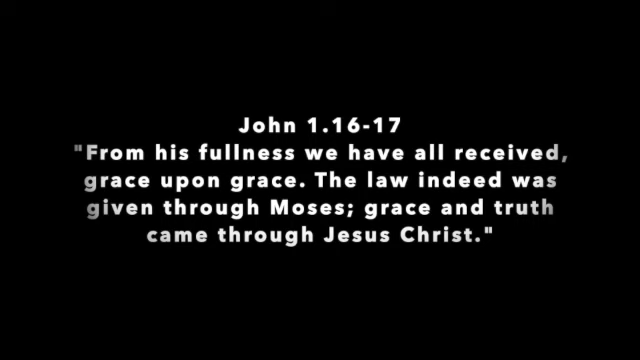 John 1.16-17
"From his fullness we have all received,
grace upon grace. The law indeed was
given through Moses; grace and truth
came through Jesus Christ."